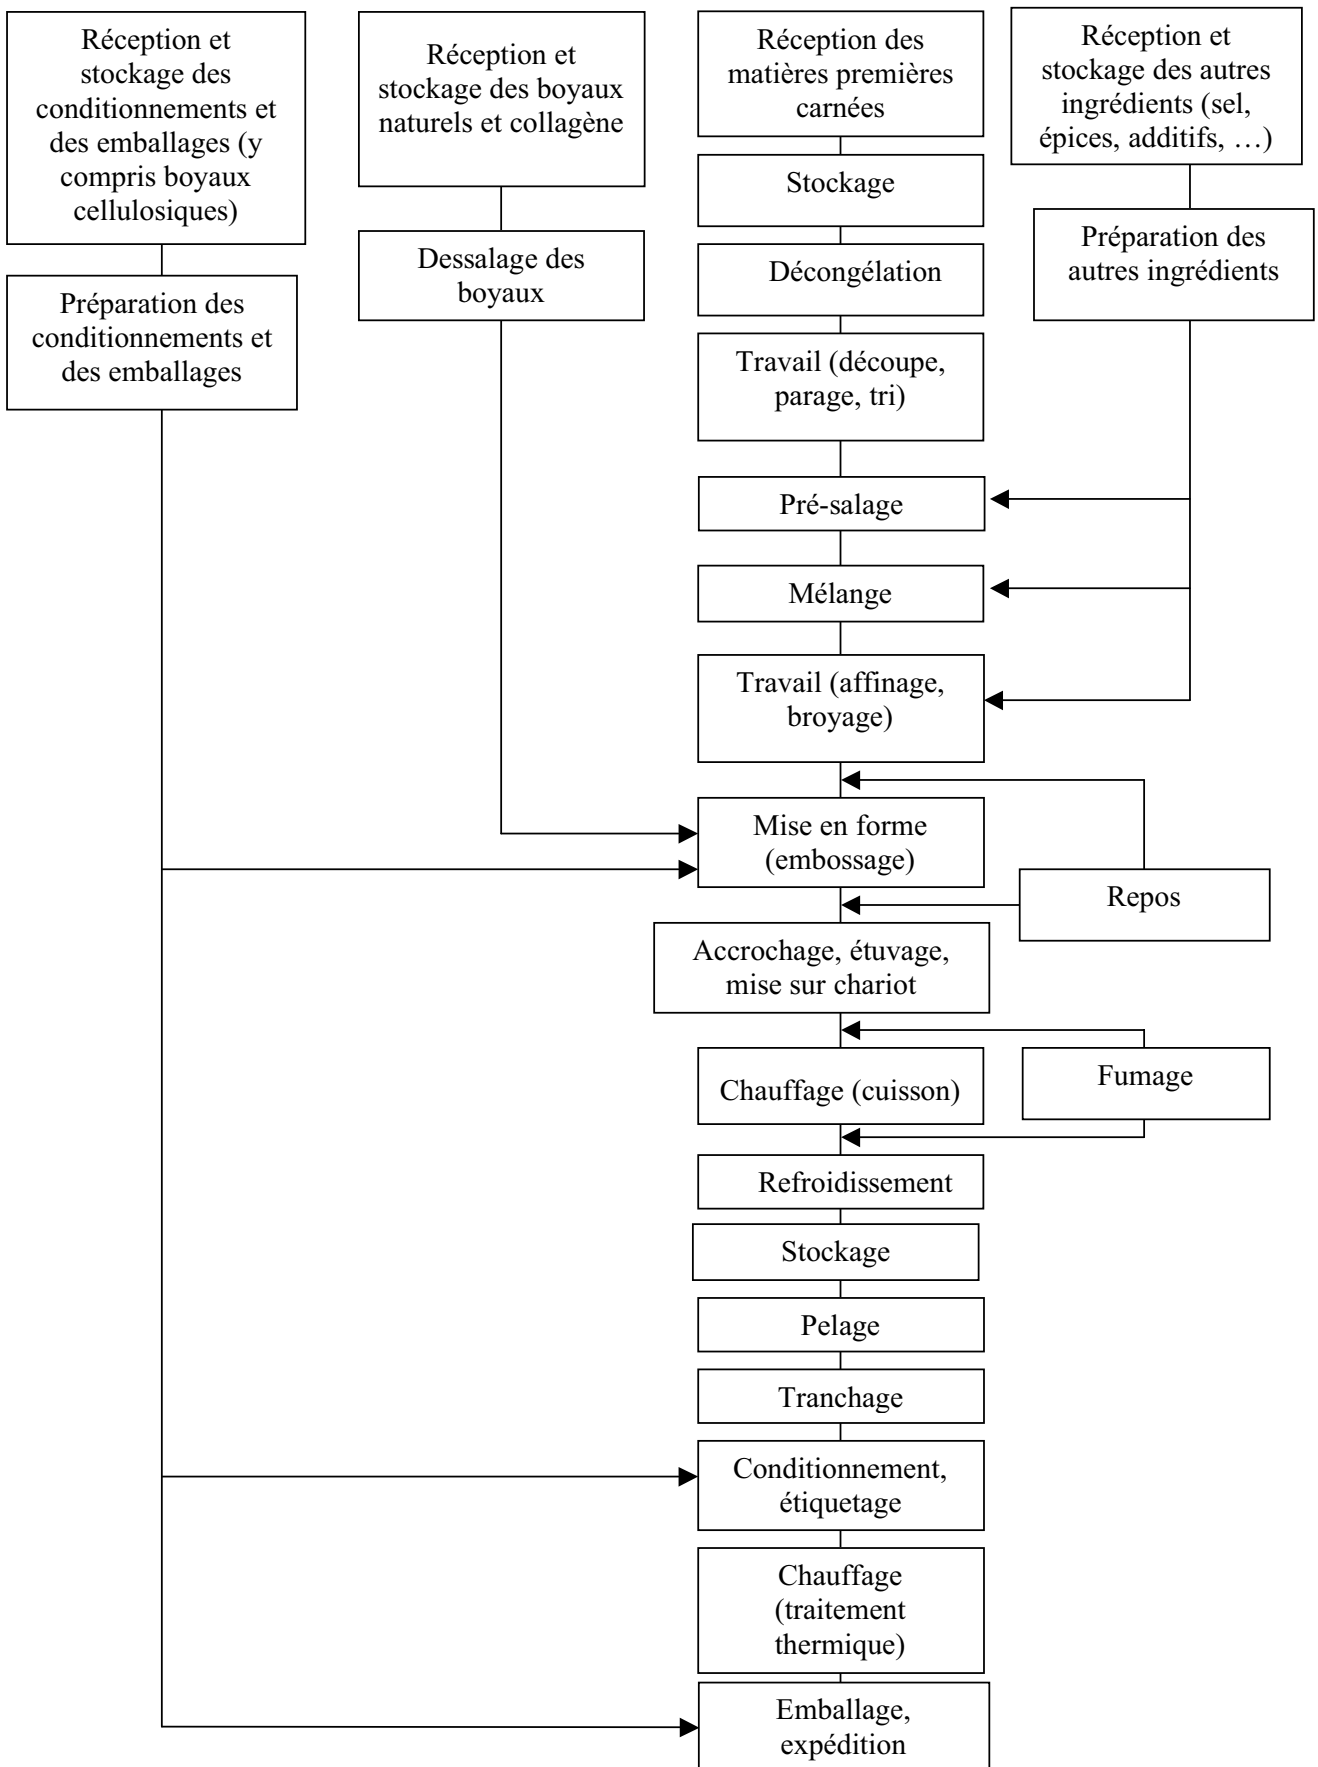 Réception et
stockage des
conditionnements et
des emballages (y
compris boyaux
cellulosiques)
Réception et
stockage des boyaux
naturels et collagène
Réception des
matières premières
carnées
Réception et
stockage des autres
ingrédients (sel,
épices, additifs, …)
Stockage
Préparation des
autres ingrédients
Dessalage des
boyaux
Décongélation
Préparation des
conditionnements et
des emballages
Travail (découpe,
parage, tri)
Pré-salage
Mélange
Travail (affinage,
broyage)
Mise en forme
(embossage)
Repos
Accrochage, étuvage,
mise sur chariot
Chauffage (cuisson)
Fumage
Refroidissement
Stockage
Pelage
Tranchage
Conditionnement,
étiquetage
Chauffage
(traitement
thermique)
Emballage,
expédition